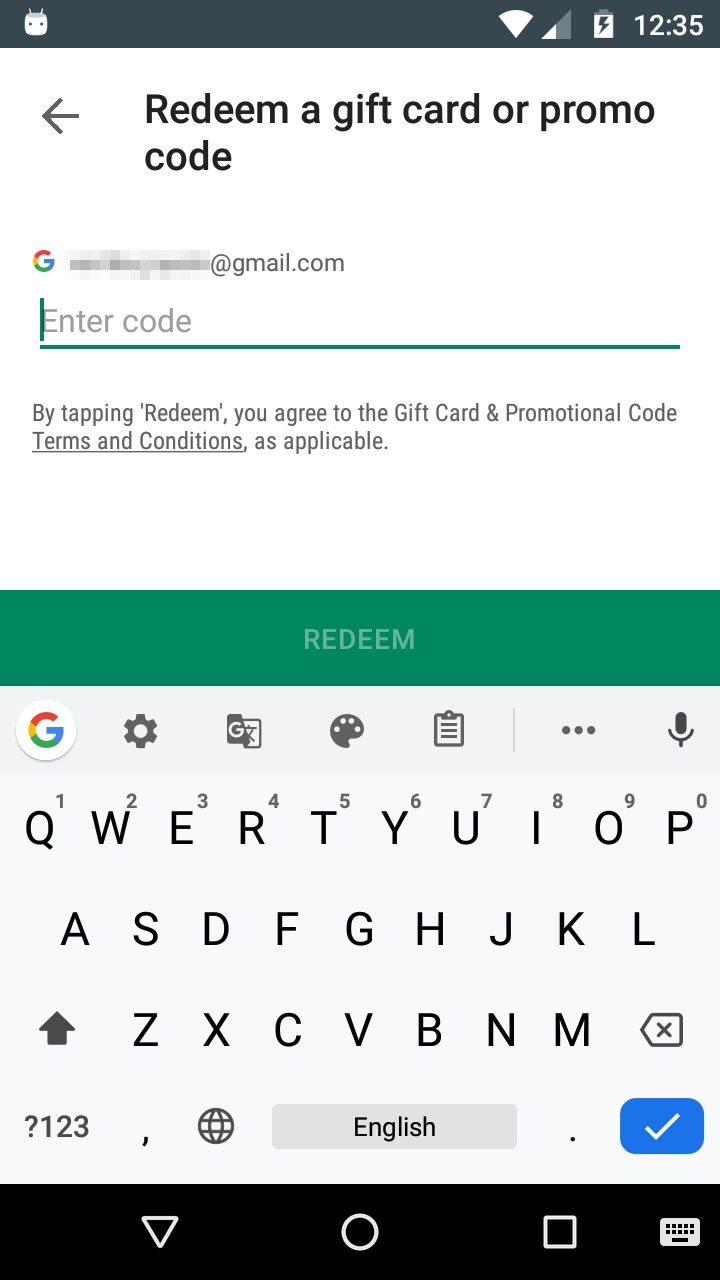 12:35
Redeem a gift card or promo
code
@gmail.com
Enter code
By tapping 'Redeem', you agree to the Gift Card & Promotional Code
Terms and Conditions, as applicable.
REDEEM
1 2 3 4 5 6 7 8 9 0
Q W E R T Y U I O P
A S D F G H J K L
Z X C V B N M
?123 , English .